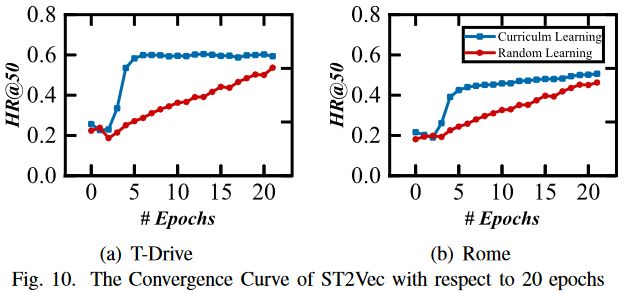 0.8
0.6
0.4
0.2
0.0
HR@50
0 5 10 15 20
# Epochs
(a) T-Drive
0.8
0.6
0.4
0.2
0.0
HR@50
Curriculm Learning
Random Learning
0 5 10 15 20
# Epochs
(b) Rome
Fig. 10. The Convergence Curve of ST2Vec with respect to 20 epochs